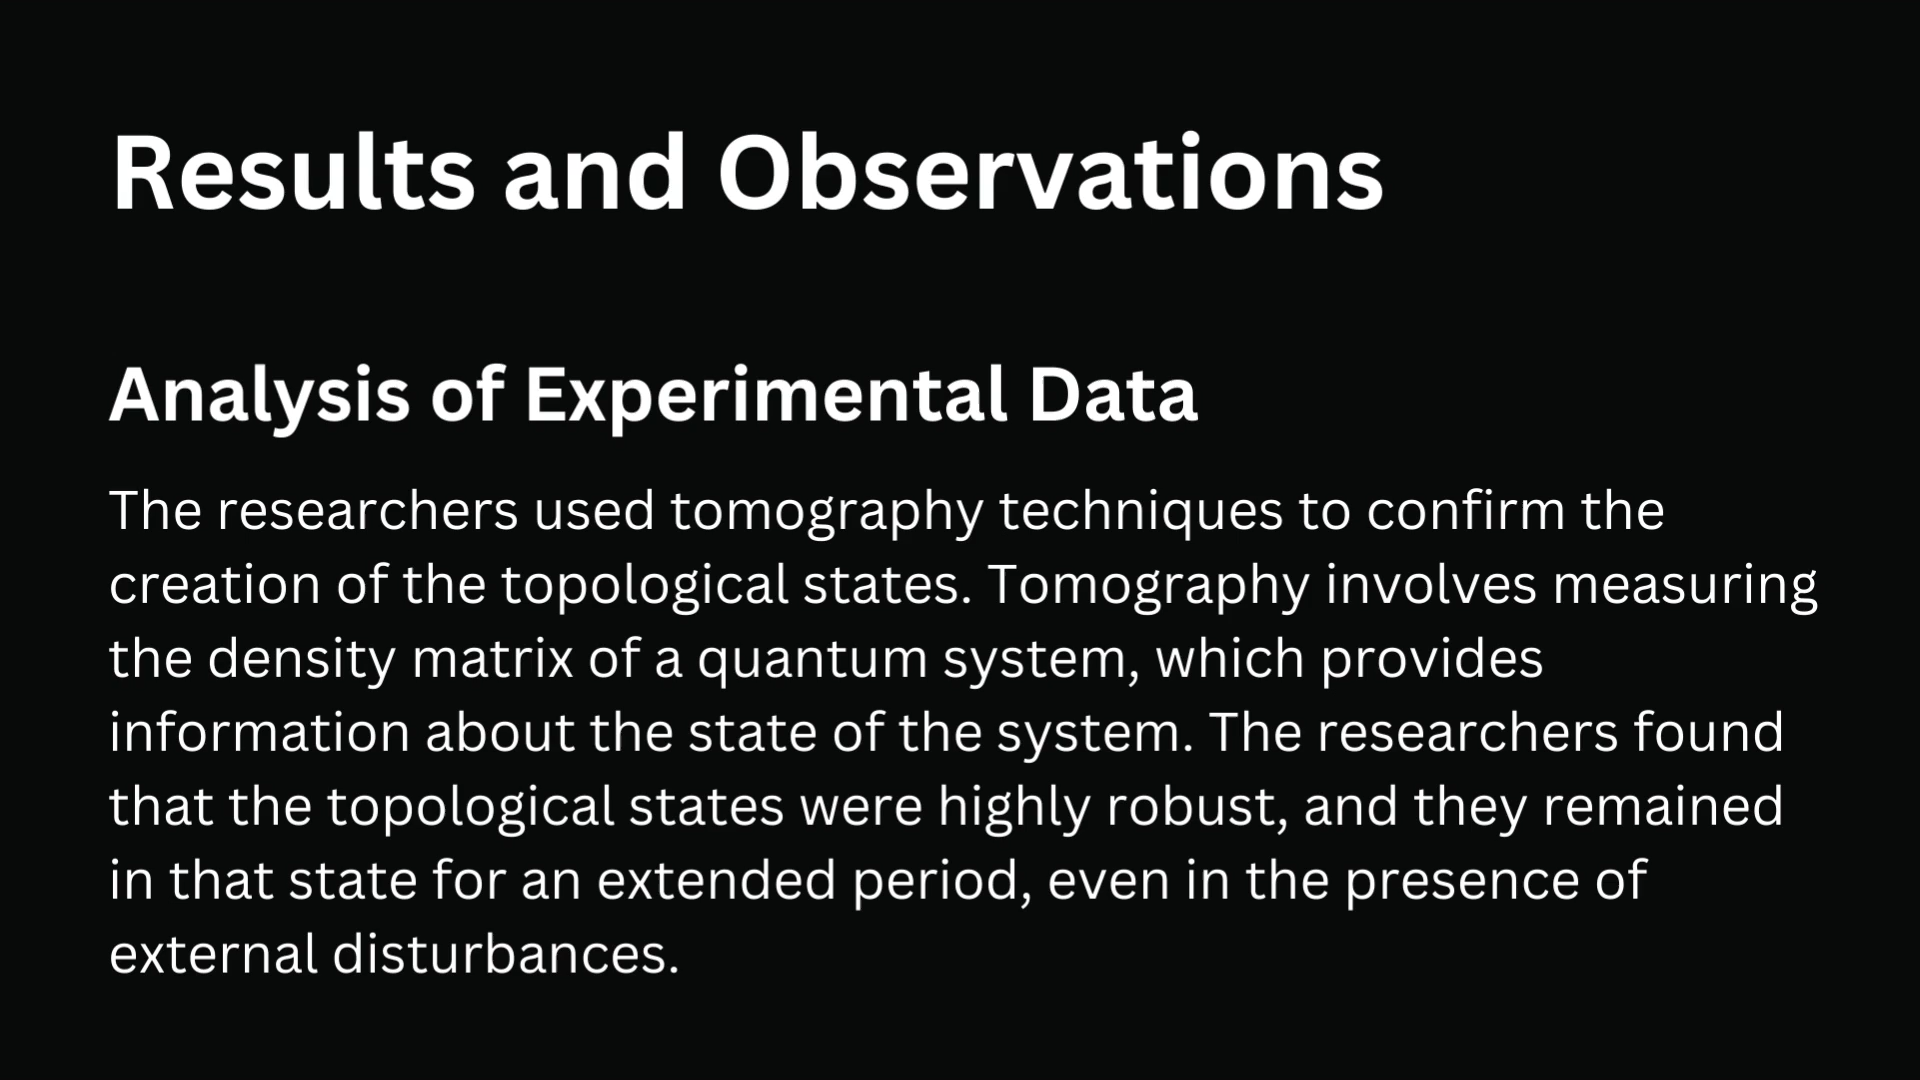 Results and Observations
Analysis of Experimental Data
The researchers used tomography techniques to confirm the
creation of the topological states. Tomography involves measuring
the density matrix of a quantum system, which provides
information about the state of the system. The researchers found
that the topological states were highly robust, and they remained
in that state for an extended period, even in the presence of
external disturbances.